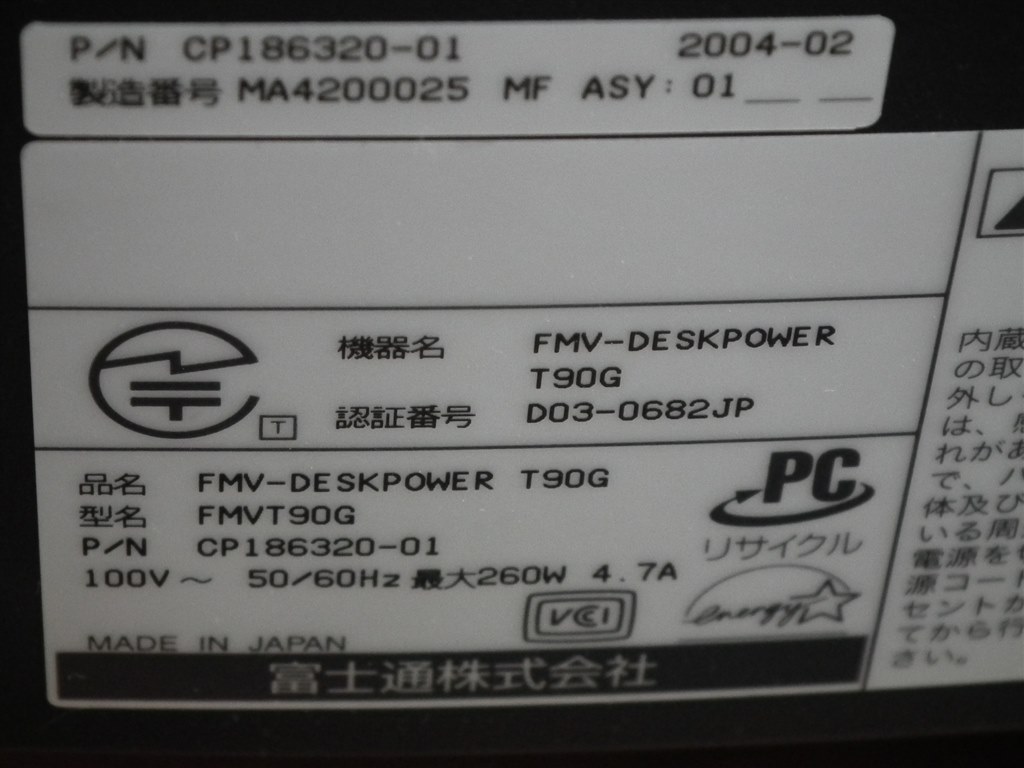 P/N CP186320-01 2004-02
製造番号 MA4200025 MF ASY: 01
機器名 FMV-DESKPOWER
T90G
認証番号 D03-0682JP
T
品名 FMV-DESKPOWER T90G
型名 FMVT90G
P/N CP186320-01
100V～ 50/60Hz 最大260W 4.7A
PC
リサイクル
VCCI
energy
MADE IN JAPAN
富士通株式会社
内蔵
の取
外し
は、
れがあ
で、
体及び
いる周
電源を
源コード
セントか
てから行
さい。